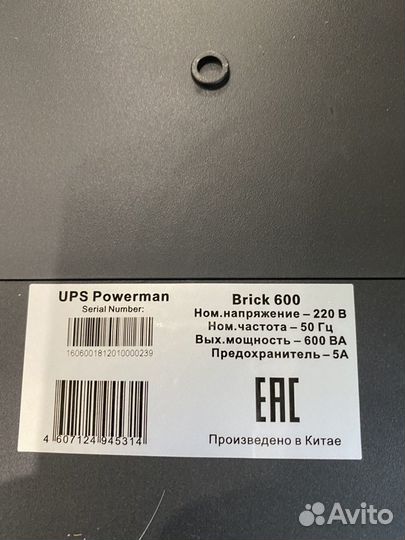 UPS Powerman
Serial Number:
1606001812010000239
4 607124 945314
Brick 600
Ном.напряжение – 220 В
Ном.частота – 50 Гц
Вых.мощность – 600 ВА
Предохранитель – 5А
EAC
Произведено в Китае
Avito